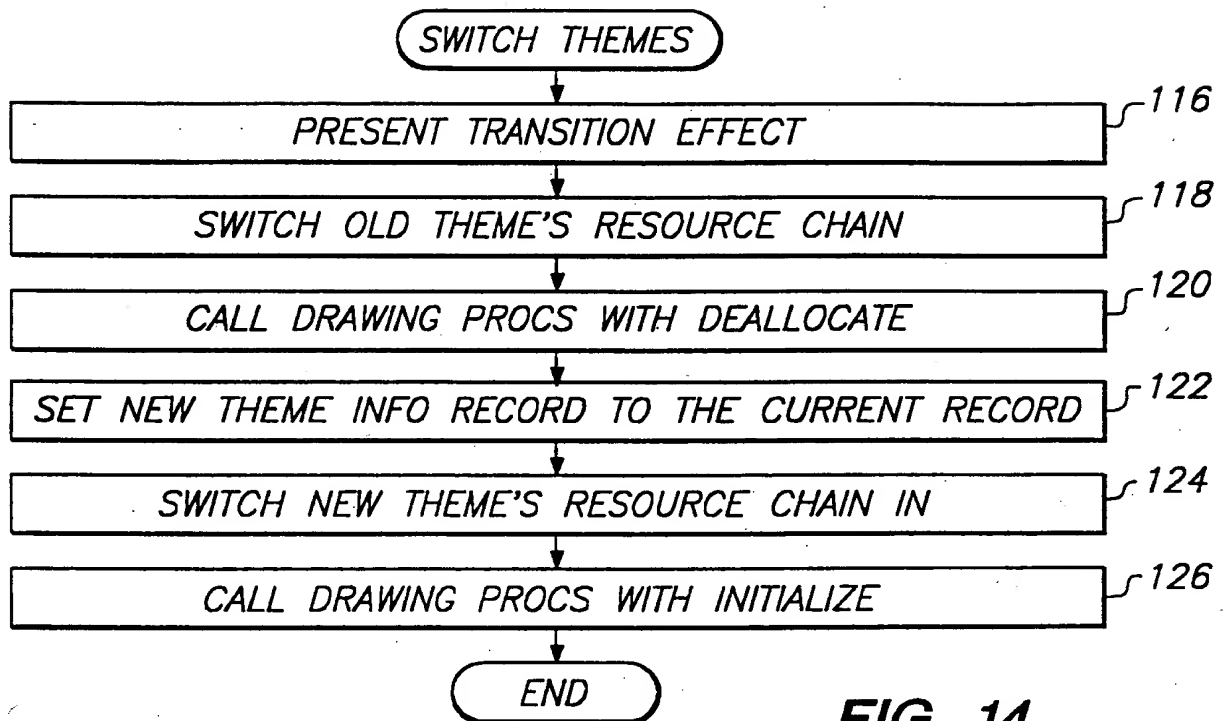 SWITCH THEMES
PRESENT TRANSITION EFFECT
116
SWITCH OLD THEME'S RESOURCE CHAIN
118
CALL DRAWING PROCS WITH DEALLOCATE
120
SET NEW THEME INFO RECORD TO THE CURRENT RECORD
122
SWITCH NEW THEME'S RESOURCE CHAIN IN
124
CALL DRAWING PROCS WITH INITIALIZE
126
END
FIG. 14